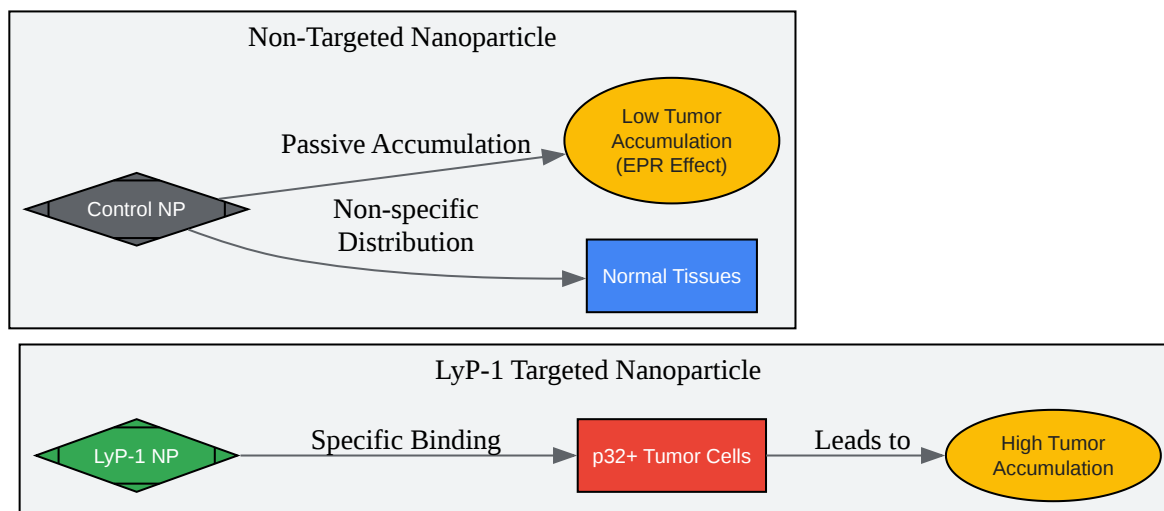 Non-Targeted Nanoparticle
Low Tumor
Accumulation
(EPR Effect)
Passive Accumulation
Control NP
Non-specific
Distribution
Normal Tissues
LyP-1 Targeted Nanoparticle
LyP-1 NP
Specific Binding
p32+ Tumor Cells
Leads to
High Tumor
Accumulation